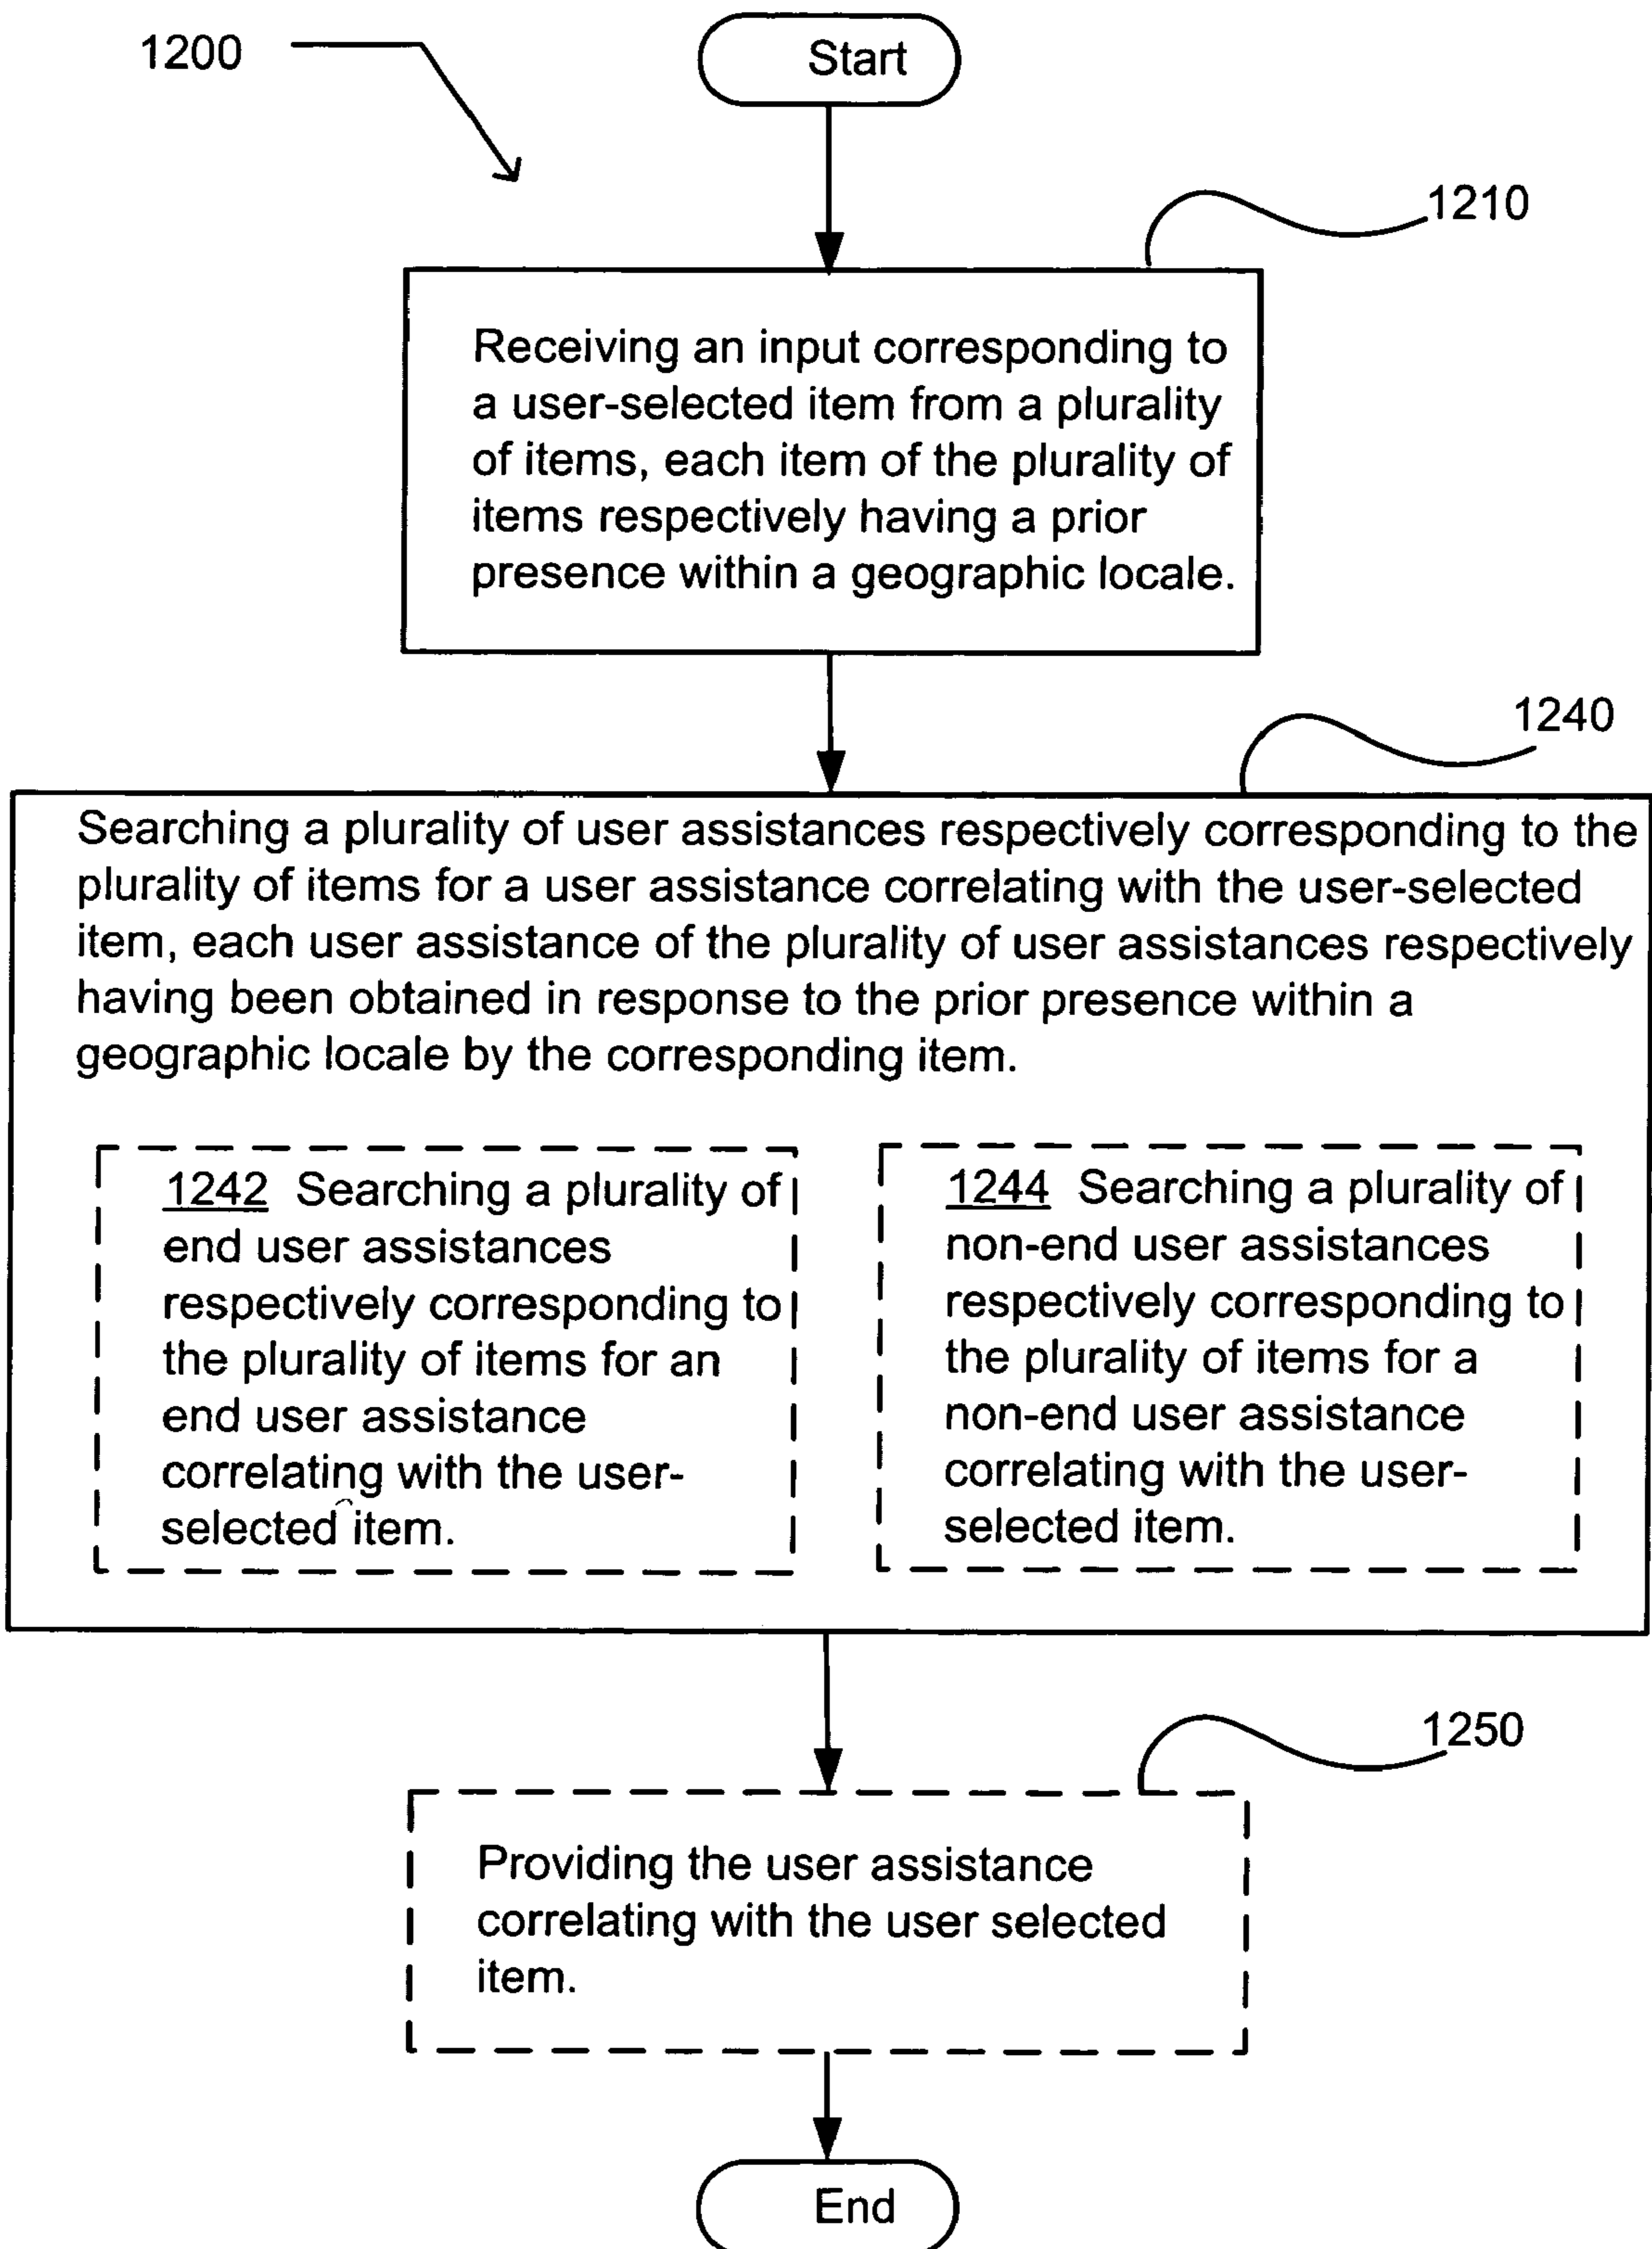 1200
Start
1210
Receiving an input corresponding to
a user-selected item from a plurality
of items, each item of the plurality of
items respectively having a prior
presence within a geographic locale.
1240
Searching a plurality of user assistances respectively corresponding to the
plurality of items for a user assistance correlating with the user-selected
item, each user assistance of the plurality of user assistances respectively
having been obtained in response to the prior presence within a
geographic locale by the corresponding item.
1242 Searching a plurality of
end user assistances
respectively corresponding to
the plurality of items for an
end user assistance
correlating with the user-
selected item.
1244 Searching a plurality of
non-end user assistances
respectively corresponding to
the plurality of items for a
non-end user assistance
correlating with the user-
selected item.
1250
Providing the user assistance
correlating with the user selected
item.
End